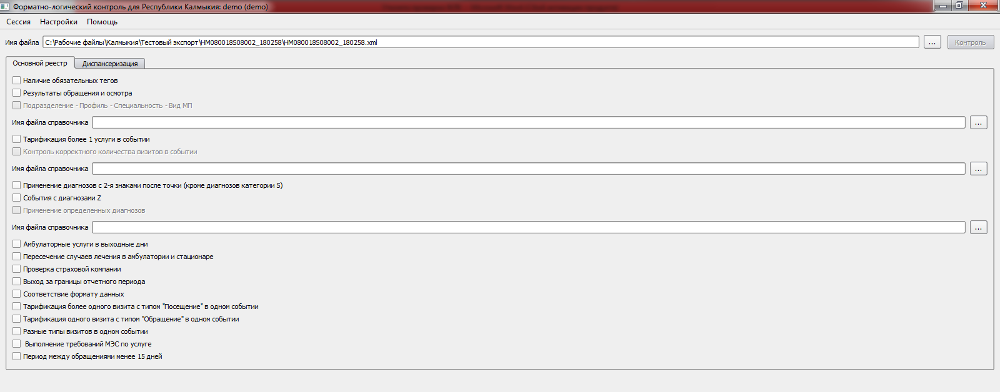 Форматно-логический контроль для Республики Калмыкия: demo (demo)
Сессия Настройки Помощь
Имя файла C:\Рабочие файлы\Калмыкия\Тестовый экспорт\HM080018S08002_180258\HM080018S08002_180258.xml ... Контроль
Основной реестр Диспансеризация
Наличие обязательных тегов
Результаты обращения и осмотра
Подразделение - Профиль - Специальность - Вид МП
Имя файла справочника ...
Тарификация более 1 услуги в событии
Контроль корректного количества визитов в событии
Имя файла справочника ...
Применение диагнозов с 2-я знаками после точки (кроме диагнозов категории S)
События с диагнозами Z
Применение определенных диагнозов
Имя файла справочника ...
Амбулаторные услуги в выходные дни
Пересечение случаев лечения в амбулатории и стационаре
Проверка страховой компании
Выход за границы отчетного периода
Соответствие формату данных
Тарификация более одного визита с типом "Посещение" в одном событии
Тарификация одного визита с типом "Обращение" в одном событии
Разные типы визитов в одном событии
Выполнение требований МЭС по услуге
Период между обращениями менее 15 дней